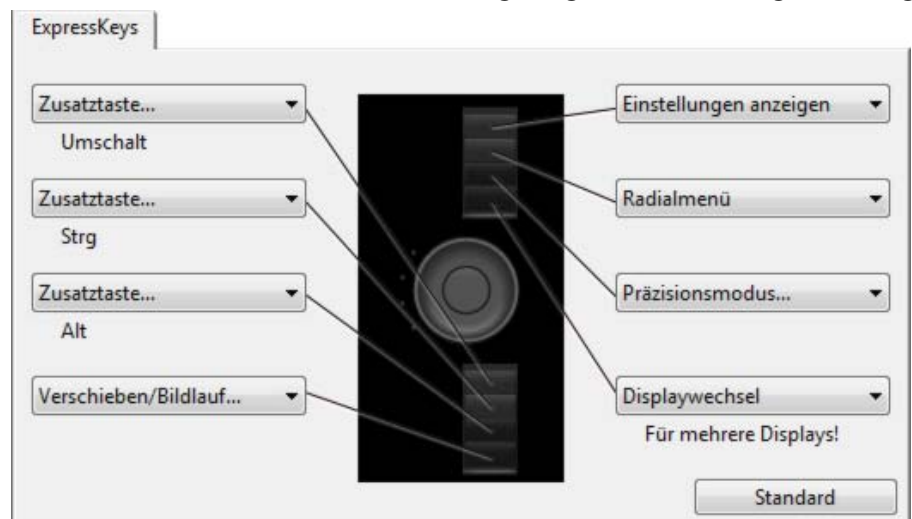 ExpressKeys
Zusatztaste...
Umschalt
Zusatztaste...
Strg
Zusatztaste...
Alt
Verschieben/Bildlauf...
Einstellungen anzeigen
Radialmenü
Präzisionsmodus...
Displaywechsel
Für mehrere Displays!
Standard